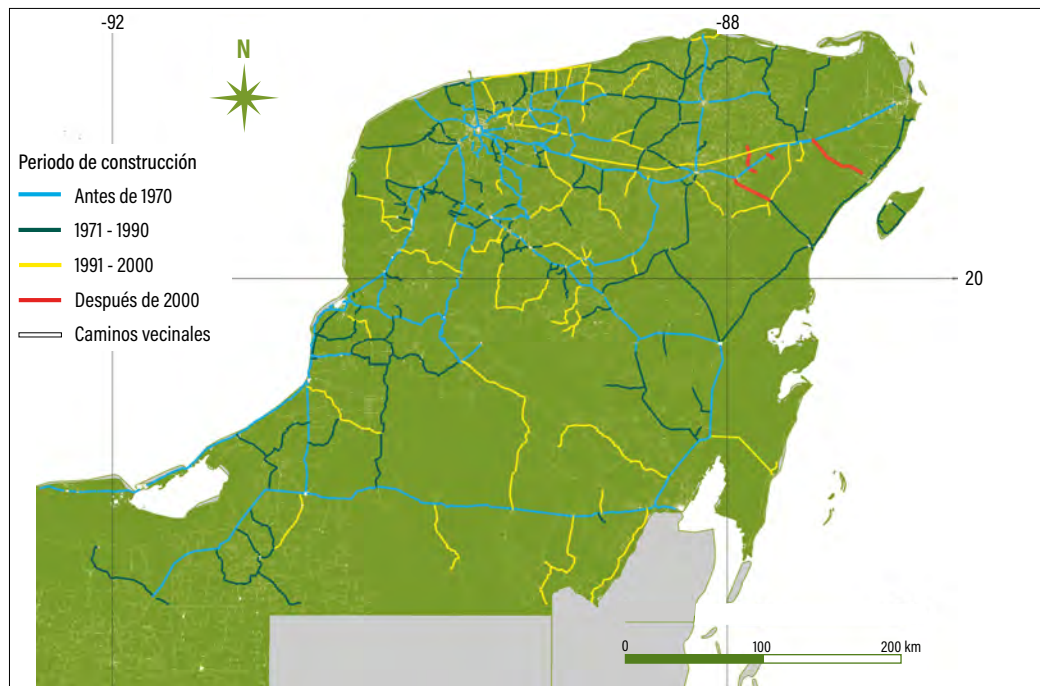 -92
-88
N
Periodo de construcción
Antes de 1970
1971 - 1990
1991 - 2000
Después de 2000
Caminos vecinales
20
0
100
200 km